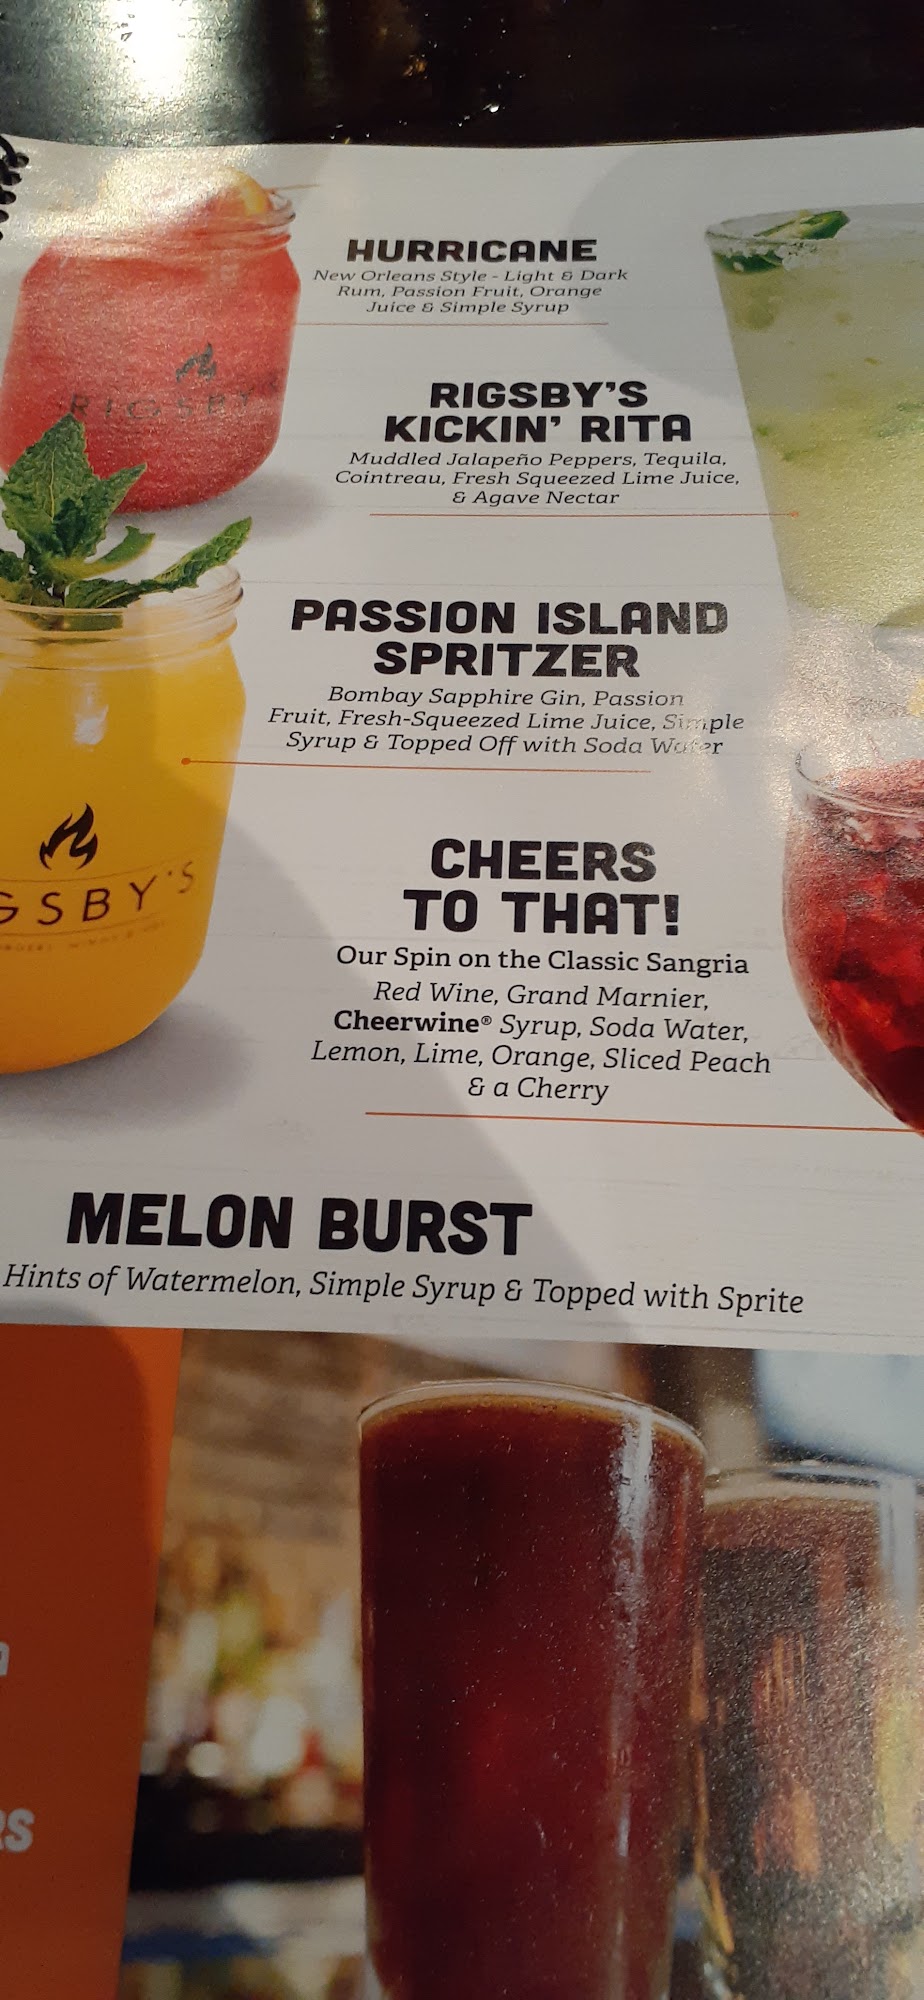 HURRICANE
New Orleans Style - Light & Dark
Rum, Passion Fruit, Orange
Juice & Simple Syrup
RIGSBY'S
RIGSBY'S
KICKIN' RITA
Muddled Jalapeño Peppers, Tequila,
Cointreau, Fresh Squeezed Lime Juice,
& Agave Nectar
PASSION ISLAND
SPRITZER
Bombay Sapphire Gin, Passion
Fruit, Fresh-Squeezed Lime Juice, Simple
Syrup & Topped Off with Soda Water
GSBY'S
CHEERS
TO THAT!
Our Spin on the Classic Sangria
Red Wine, Grand Marnier,
Cheerwine® Syrup, Soda Water,
Lemon, Lime, Orange, Sliced Peach
& a Cherry
MELON BURST
Hints of Watermelon, Simple Syrup & Topped with Sprite
RS